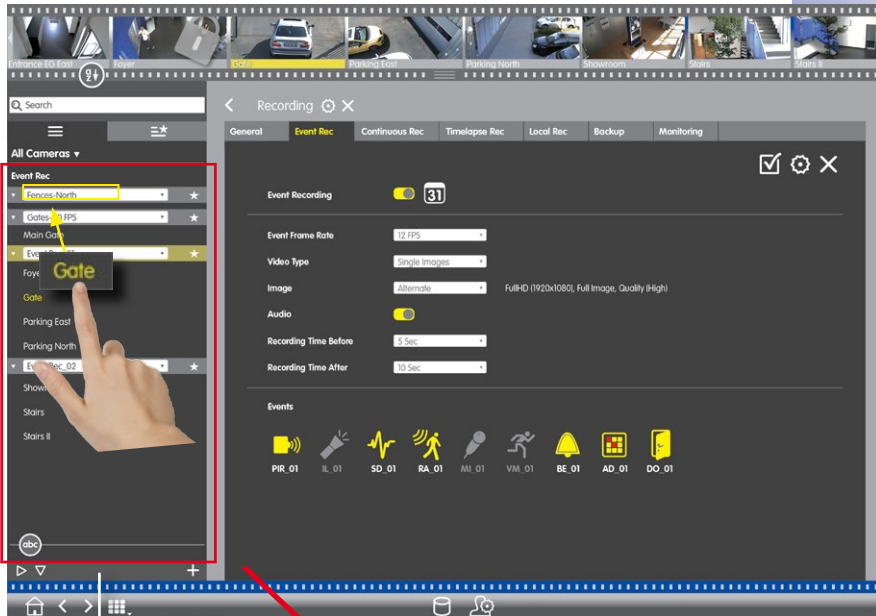 Entrance EG East Foyer Gate Parking East Parking North Showroom Stairs Stairs II
Search
Recording
General Event Rec Continuous Rec Timelapse Rec Local Rec Backup Monitoring
All Cameras
Event Rec
Fences-North
Gates- FPS
Main Gate
Gate
Foye
Gate
Parking East
Parking North
Rec_02
Show
Stairs
Stairs II
abc
Event Recording 31
Event Frame Rate 12 FPS
Video Type Single Images
Image Alternate FullHD (1920x1080), Full Image, Quality (High)
Audio
Recording Time Before 5 Sec
Recording Time After 10 Sec
Events
PIR_01 IL_01 SD_01 RA_01 MI_01 VM_01 BE_01 AD_01 DO_01